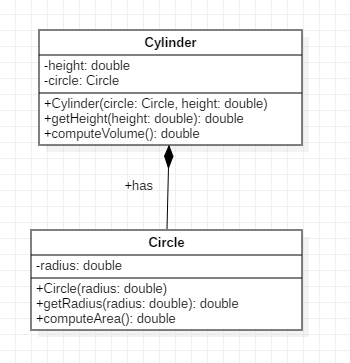 Cylinder
-height: double
-circle: Circle
+Cylinder(circle: Circle, height: double)
+getHeight(height: double): double
+computeVolume(): double
+has
Circle
-radius: double
+Circle(radius: double)
+getRadius(radius: double): double
+computeArea(): double